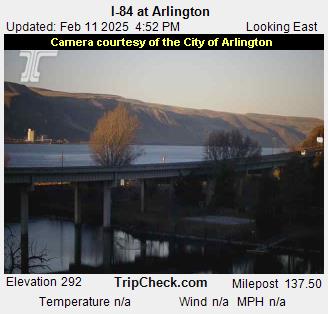 I-84 at Arlington
Updated: Feb 11 2025 4:52 PM Looking East
Camera courtesy of the City of Arlington
Elevation 292 TripCheck.com Milepost 137.50
Temperature n/a Wind n/a MPH n/a